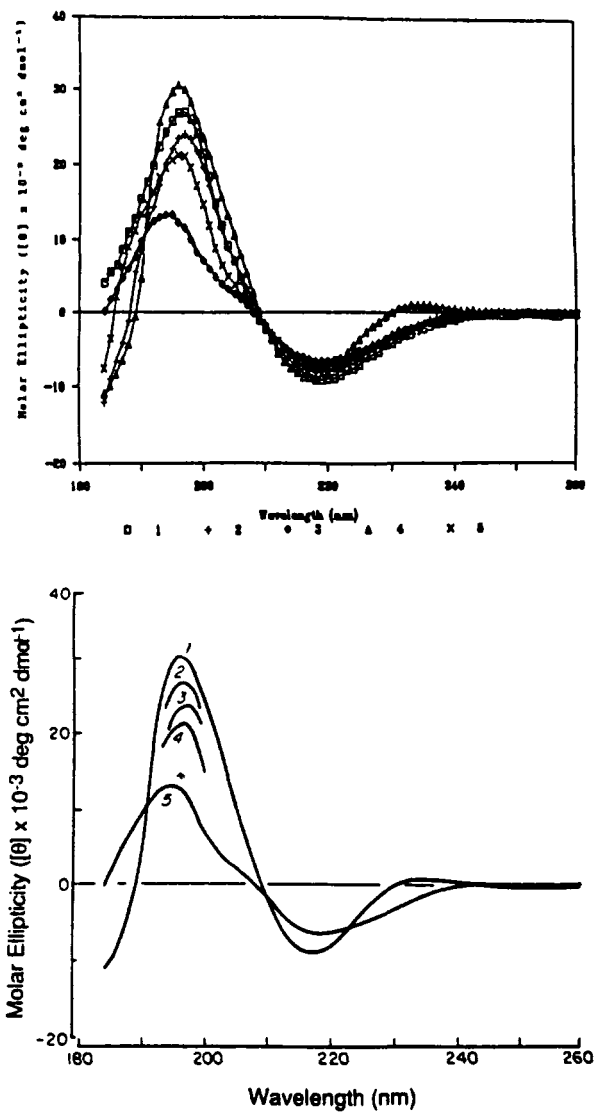 Molar Ellipticity ([θ] x 10⁻³ deg cm² dmol⁻¹)
40
30
20
10
0
-10
-20
180 200 220 240 260
Wavelength (nm)
1 2 3 4 5
Molar Ellipticity ([θ] x 10-3 deg cm2 dmol-1)
40
20
0
-20
1
2
3
4
5
180 200 220 240 260
Wavelength (nm)